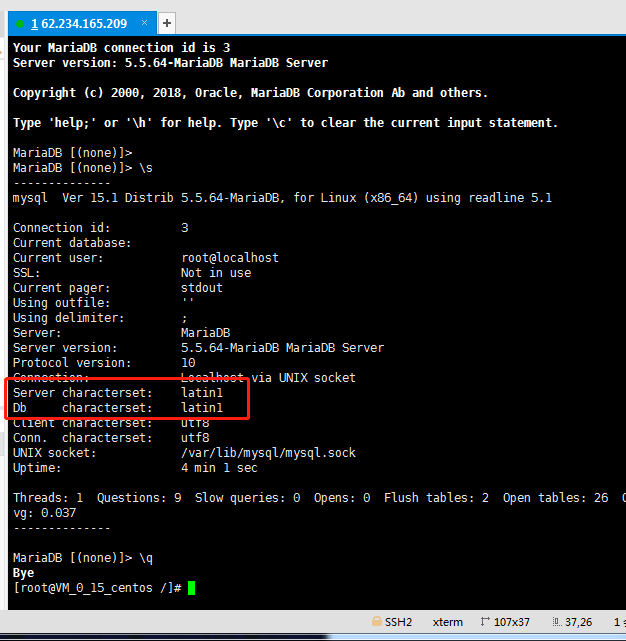 1 62.234.165.209 × +
Your MariaDB connection id is 3
Server version: 5.5.64-MariaDB MariaDB Server
Copyright (c) 2000, 2018, Oracle, MariaDB Corporation Ab and others.
Type 'help;' or '\h' for help. Type '\c' to clear the current input statement.
MariaDB [(none)]>
MariaDB [(none)]> \s
--------------
mysql  Ver 15.1 Distrib 5.5.64-MariaDB, for Linux (x86_64) using readline 5.1
Connection id:          3
Current database:
Current user:           root@localhost
SSL:                    Not in use
Current pager:          stdout
Using outfile:          ''
Using delimiter:        ;
Server:                 MariaDB
Server version:         5.5.64-MariaDB MariaDB Server
Protocol version:       10
Connection:             Localhost via UNIX socket
Server characterset:    latin1
Db     characterset:    latin1
Client characterset:    utf8
Conn.  characterset:    utf8
UNIX socket:            /var/lib/mysql/mysql.sock
Uptime:                 4 min 1 sec
Threads: 1  Questions: 9  Slow queries: 0  Opens: 0  Flush tables: 2  Open tables: 26
vg: 0.037
--------------
MariaDB [(none)]> \q
Bye
[root@VM_0_15_centos /]#
SSH2 xterm 107x37 37,26 1